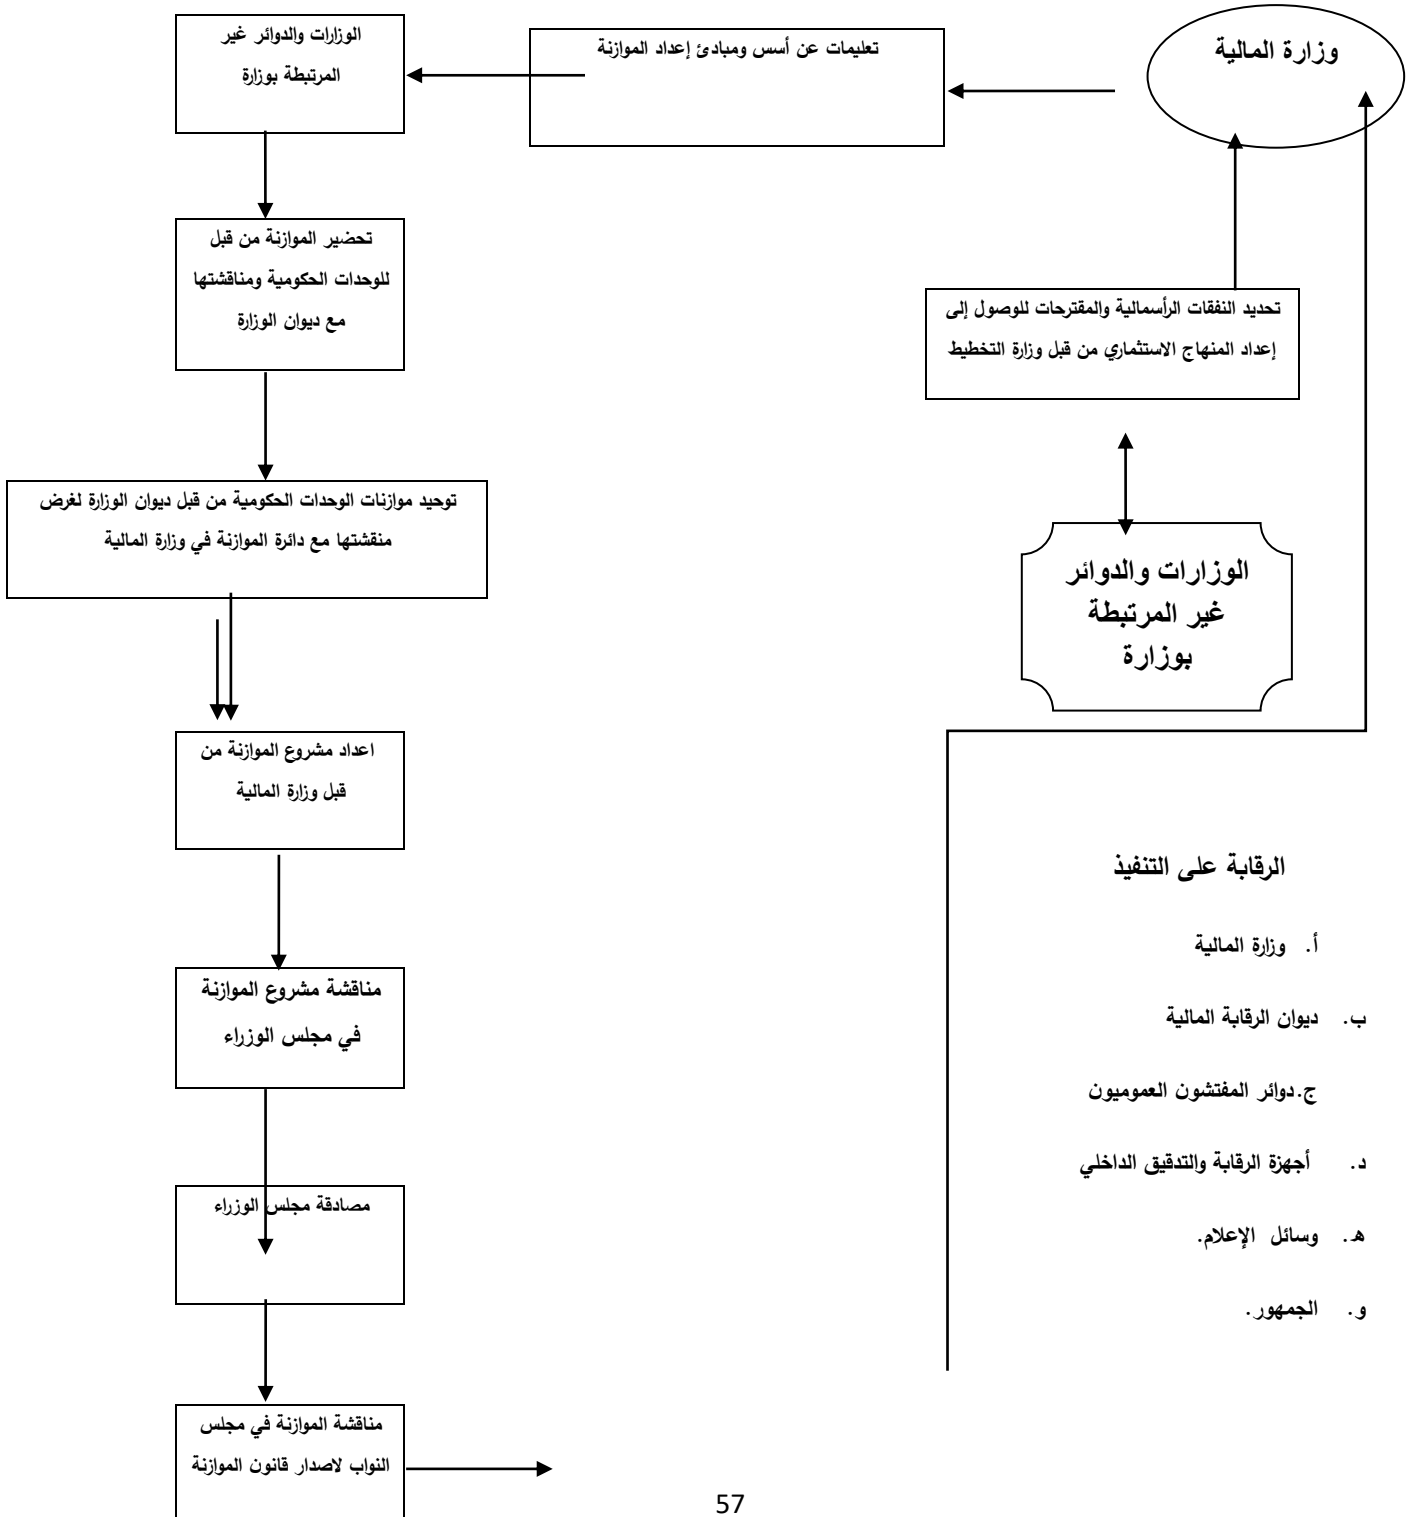 وزارة المالية
تعليمات عن أسس ومبادئ إعداد الموازنة
الوزارات والدوائر غير
المرتبطة بوزارة
تحضير الموازنة من قبل
للوحدات الحكومية ومناقشتها
مع ديوان الوزارة
تحديد النفقات الرأسمالية والمقترحات للوصول إلى
إعداد المنهاج الاستثماري من قبل وزارة التخطيط
توحيد موازنات الوحدات الحكومية من قبل ديوان الوزارة لغرض
منقشتها مع دائرة الموازنة في وزارة المالية
الوزارات والدوائر
غير المرتبطة
بوزارة
اعداد مشروع الموازنة من
قبل وزارة المالية
مناقشة مشروع الموازنة
في مجلس الوزراء
مصادقة مجلس الوزراء
مناقشة الموازنة في مجلس
النواب لاصدار قانون الموازنة
الرقابة على التنفيذ
أ. وزارة المالية
ب. ديوان الرقابة المالية
ج.دوائر المفتشون العموميون
د. أجهزة الرقابة والتدقيق الداخلي
هـ. وسائل الإعلام.
و. الجمهور.
57